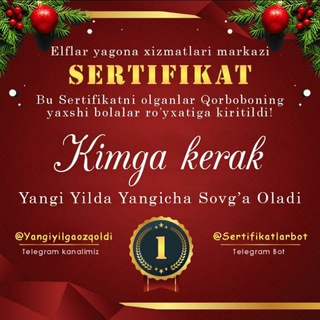 Elflar yagona xizmatlari markazi
SERTIFIKAT
Bu Sertifikatni olganlar Qorboboning
yaxshi bolalar ro'yxatiga kiritildi!
Kimga kerak
Yangi Yilda Yangicha Sovg'a Oladi
@Yangiyilgaozqoldi
Telegram kanalimiz
1
@Sertifikatlarbot
Telegram Bot